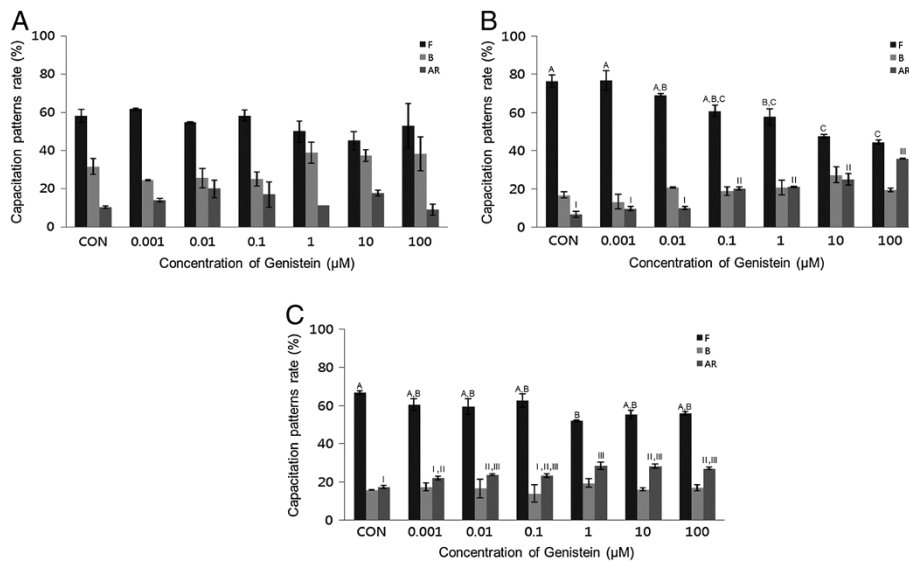 A
Capacitation patterns rate (%)
100
80
60
40
20
0
F
B
AR
CON 0.001 0.01 0.1 1 10 100
Concentration of Genistein (µM)
B
Capacitation patterns rate (%)
100
80
60
40
20
0
F
B
AR
A A A,B A,B,C B,C C C
I I I II II II III
CON 0.001 0.01 0.1 1 10 100
Concentration of Genistein (µM)
C
Capacitation patterns rate (%)
100
80
60
40
20
0
F
B
AR
A A,B A,B A,B B A,B A,B
I I,II II,III I,II,III III II,III II,III
CON 0.001 0.01 0.1 1 10 100
Concentration of Genistein (µM)